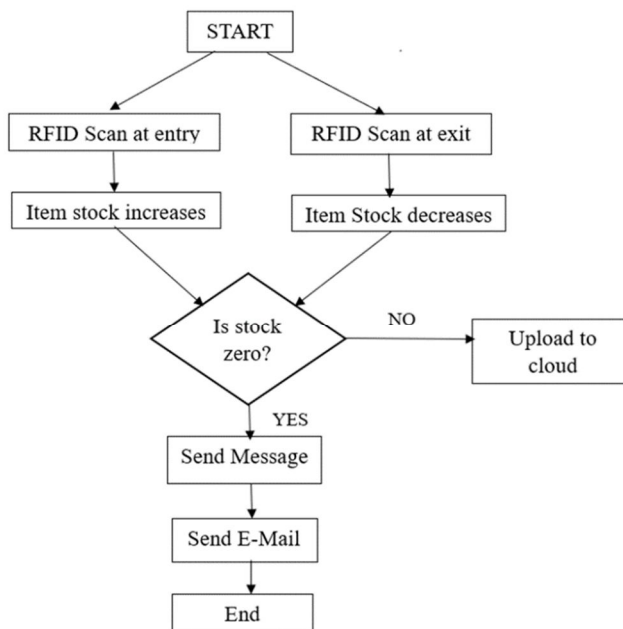 START
RFID Scan at entry
RFID Scan at exit
Item stock increases
Item Stock decreases
Is stock
zero?
NO
Upload to
cloud
YES
Send Message
Send E-Mail
End